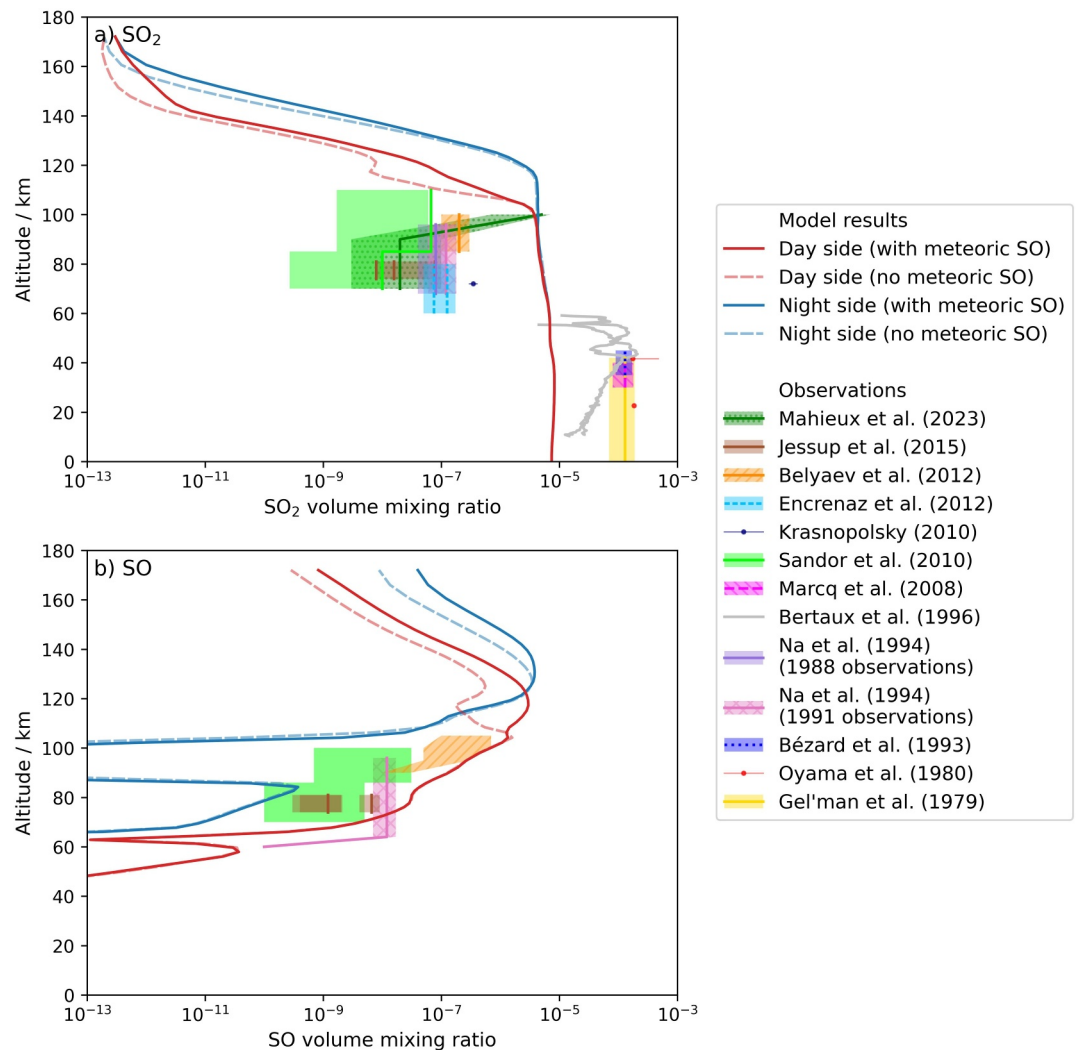 a) SO₂
180
160
140
120
100
80
60
40
20
0
Altitude / km
10⁻¹³
10⁻¹¹
10⁻⁹
10⁻⁷
10⁻⁵
10⁻³
SO₂ volume mixing ratio
b) SO
180
160
140
120
100
80
60
40
20
0
Altitude / km
10⁻¹³
10⁻¹¹
10⁻⁹
10⁻⁷
10⁻⁵
10⁻³
SO volume mixing ratio
Model results
Day side (with meteoric SO)
Day side (no meteoric SO)
Night side (with meteoric SO)
Night side (no meteoric SO)
Observations
Mahieux et al. (2023)
Jessup et al. (2015)
Belyaev et al. (2012)
Encrenaz et al. (2012)
Krasnopolsky (2010)
Sandor et al. (2010)
Marcq et al. (2008)
Bertaux et al. (1996)
Na et al. (1994)
(1988 observations)
Na et al. (1994)
(1991 observations)
Bézard et al. (1993)
Oyama et al. (1980)
Gel'man et al. (1979)